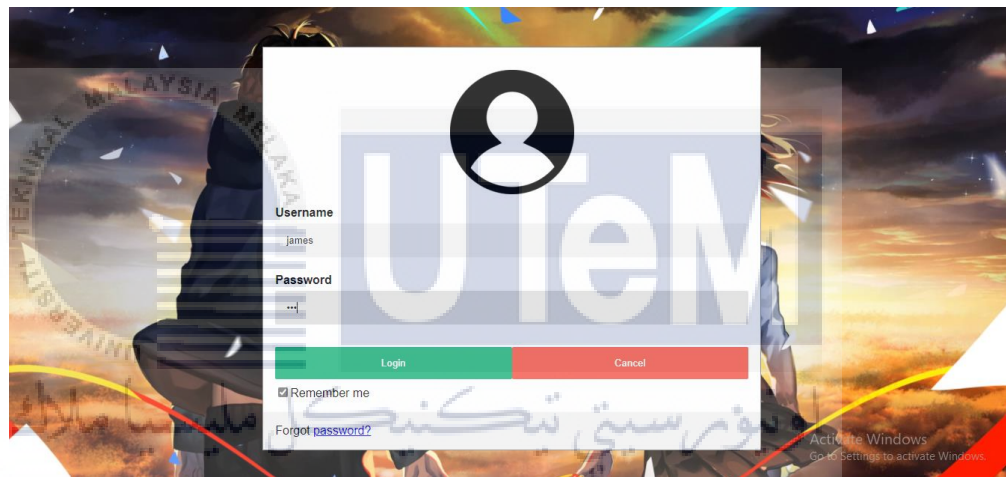 UNIVERSITI TEKNIKAL MALAYSIA MELAKA
UTeM
Username
james
Password
•••
Login
Cancel
Remember me
Forgot password?
اونيۏرسيتي تيكنيكل مليسيا ملاك
Activate Windows
Go to Settings to activate Windows.